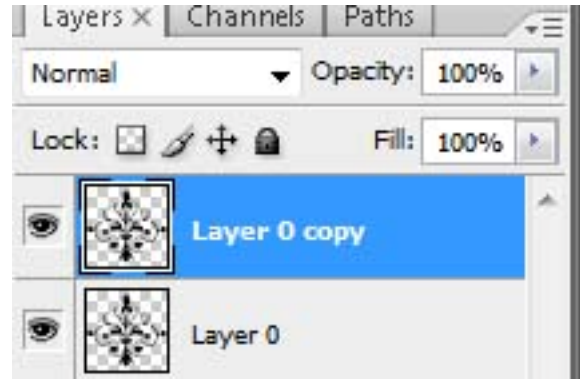 Layers × Channels Paths
Normal Opacity: 100%
Lock: Fill: 100%
Layer 0 copy
Layer 0